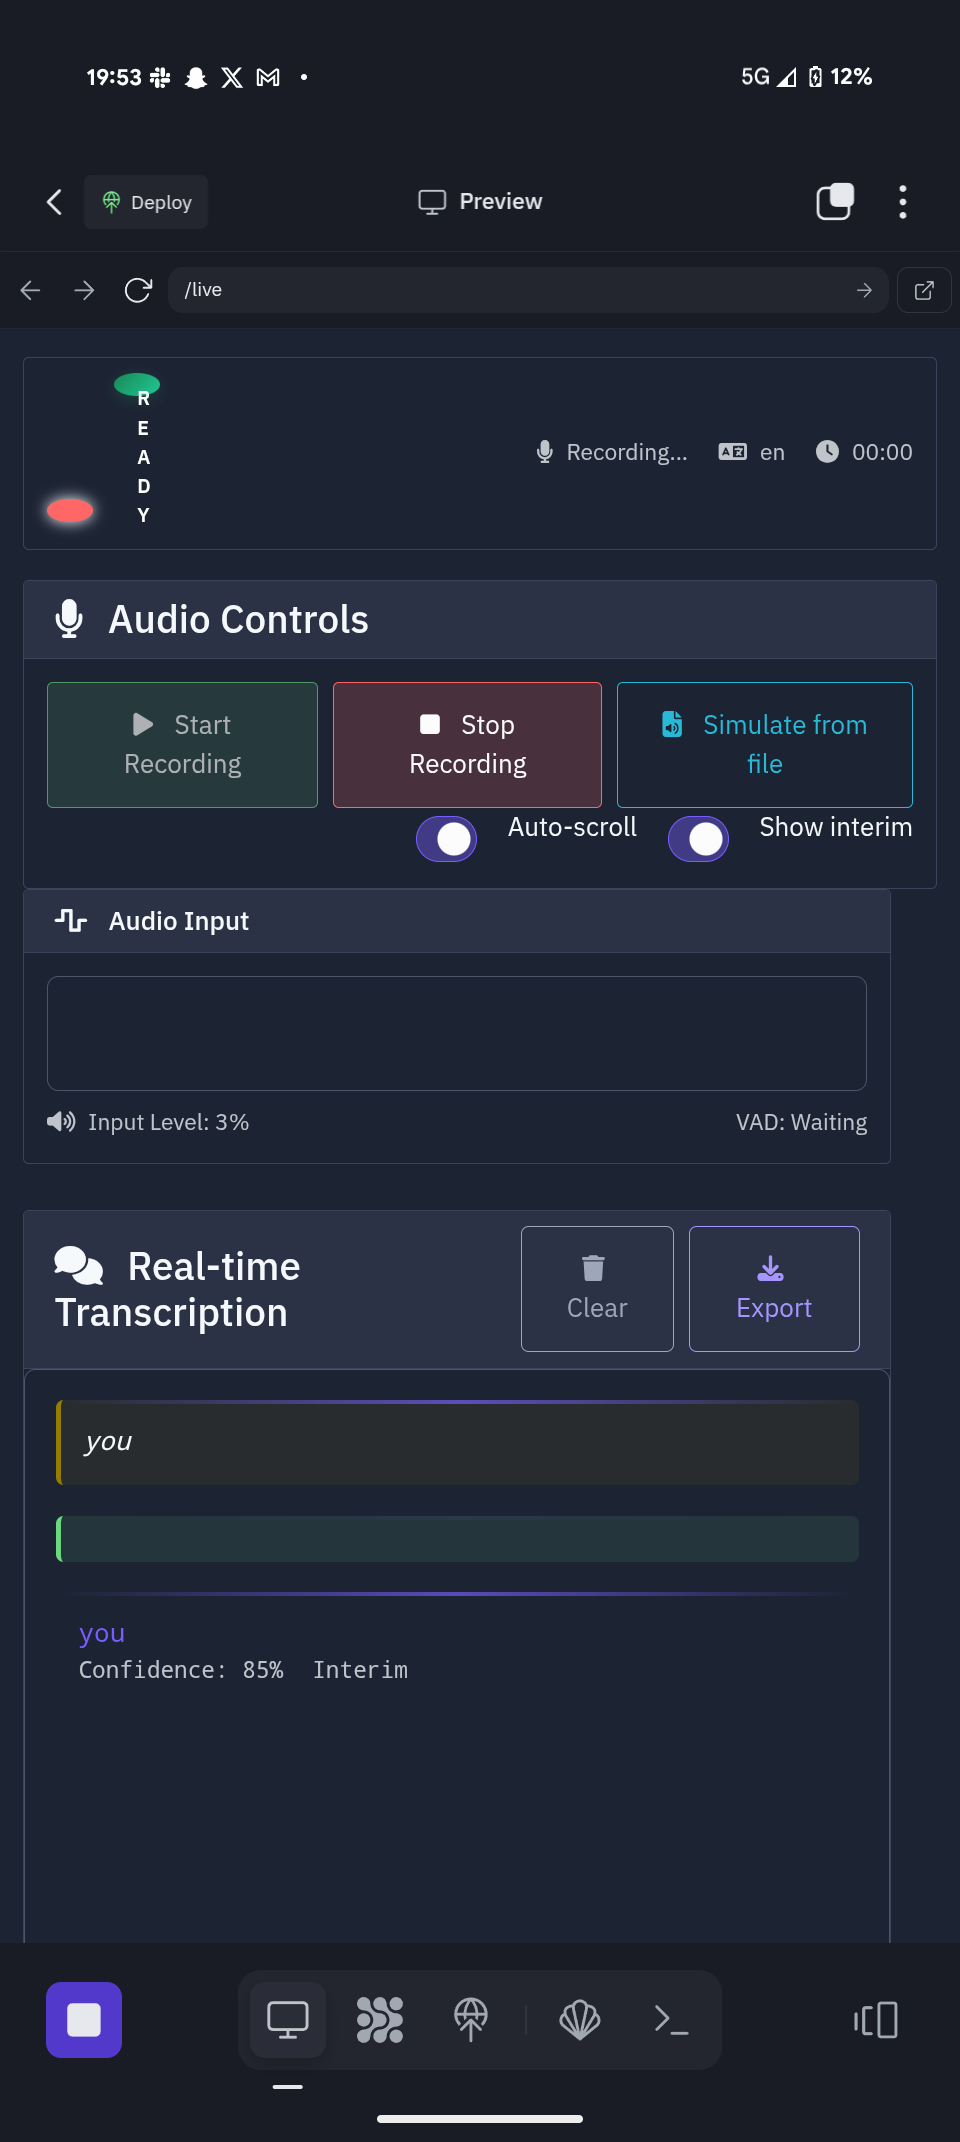 19:53
5G 12%
Deploy
Preview
/live
READY
Recording...
en
00:00
Audio Controls
Start
Recording
Stop
Recording
Simulate from
file
Auto-scroll
Show interim
Audio Input
Input Level: 3%
VAD: Waiting
Real-time
Transcription
Clear
Export
you
you
Confidence: 85% Interim